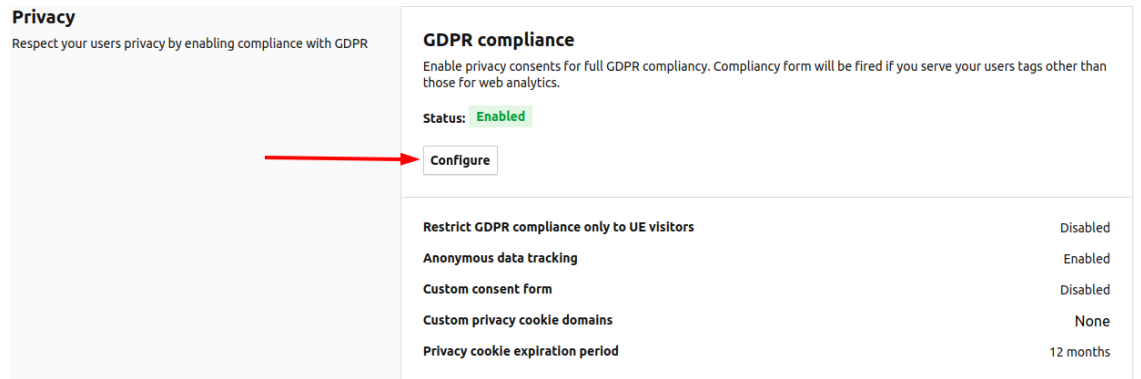 Privacy
Respect your users privacy by enabling compliance with GDPR
GDPR compliance
Enable privacy consents for full GDPR compliancy. Compliancy form will be fired if you serve your users tags other than
those for web analytics.
Status: Enabled
Configure
Restrict GDPR compliance only to UE visitors Disabled
Anonymous data tracking Enabled
Custom consent form Disabled
Custom privacy cookie domains None
Privacy cookie expiration period 12 months